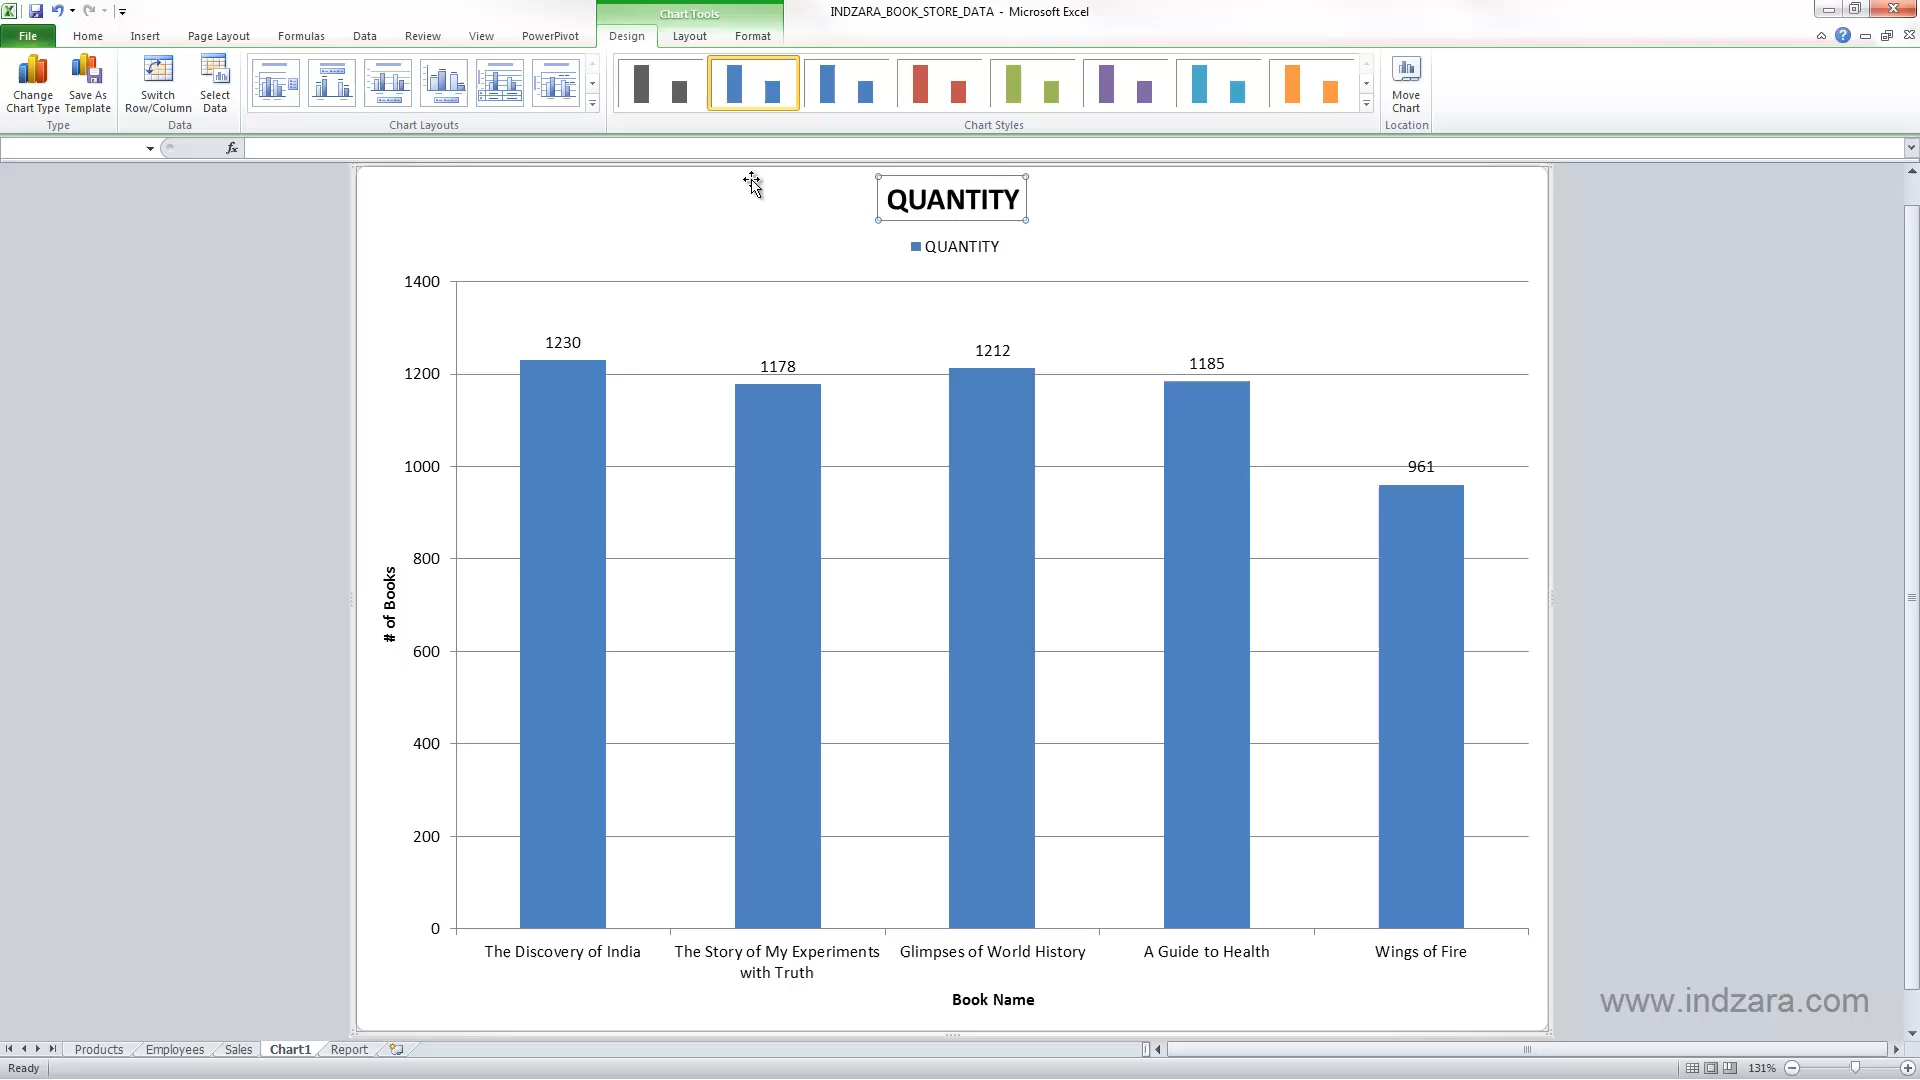 INDZARA_BOOK_STORE_DATA - Microsoft Excel
Chart Tools
File Home Insert Page Layout Formulas Data Review View PowerPivot Design Layout Format
Change Chart Type
Save As Template
Switch Row/Column
Select Data
Move Chart
Type Data Chart Layouts Chart Styles Location
fx
QUANTITY
QUANTITY
1400
1200
1000
800
600
400
200
0
# of Books
1230
1178
1212
1185
961
The Discovery of India
The Story of My Experiments
with Truth
Glimpses of World History
A Guide to Health
Wings of Fire
Book Name
www.indzara.com
Products Employees Sales Chart1 Report
Ready
131%